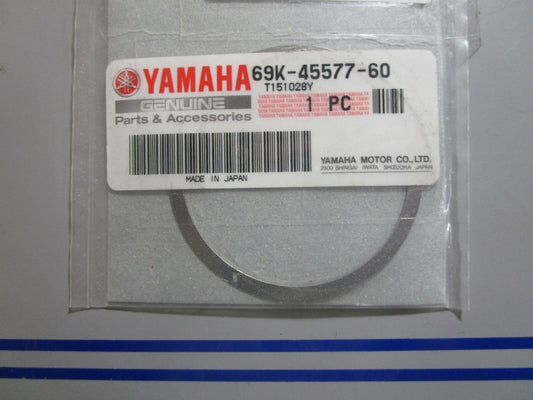 YAMAHA 69K-45577-60
T151028Y
GENUINE
Parts & Accessories
1 PC
YAMAHA MOTOR CO.,LTD.
2500 SHINGAI IWATA SHIZUOKA JAPAN
MADE IN JAPAN